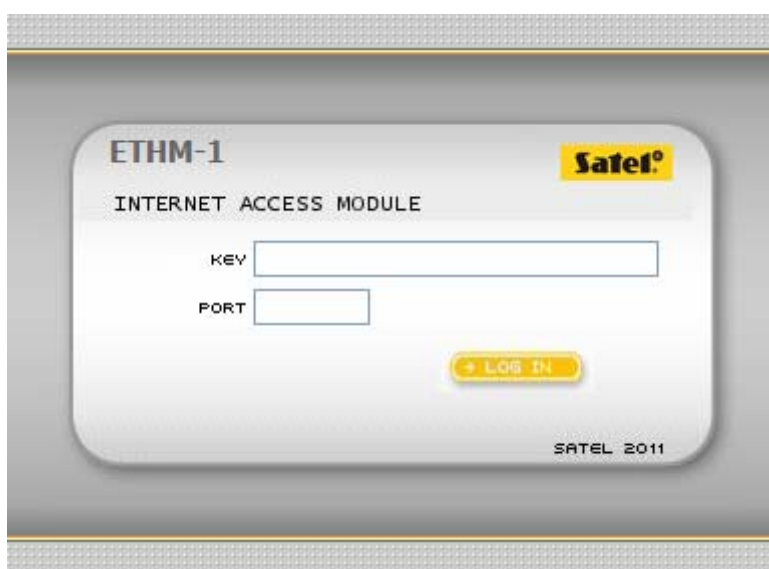 ETHM-1
Satel®
INTERNET ACCESS MODULE
KEY
PORT
LOG IN
SATEL 2011